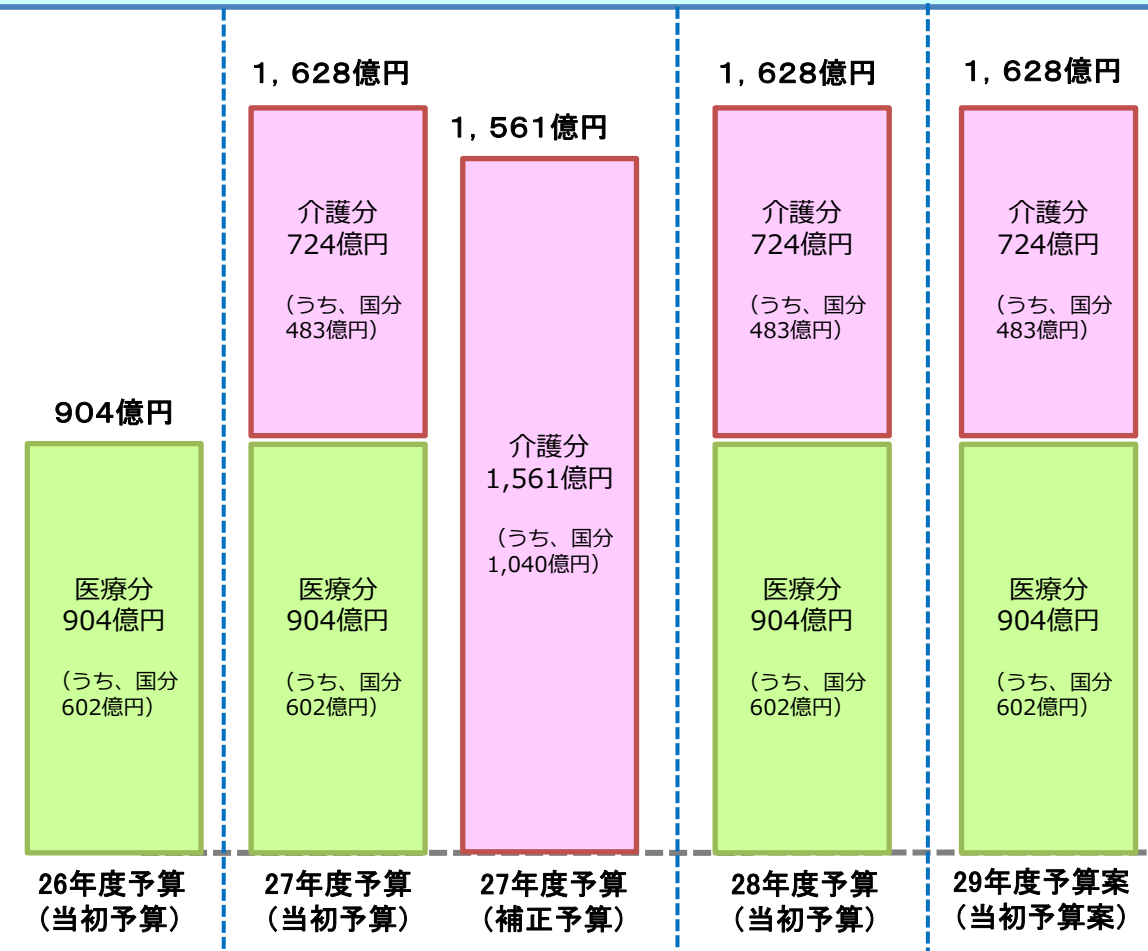 904億円
医療分
904億円
（うち、国分
602億円）
26年度予算
（当初予算）
1，628億円
介護分
724億円
（うち、国分
483億円）
医療分
904億円
（うち、国分
602億円）
27年度予算
（当初予算）
1，561億円
介護分
1,561億円
（うち、国分
1,040億円）
27年度予算
（補正予算）
1，628億円
介護分
724億円
（うち、国分
483億円）
医療分
904億円
（うち、国分
602億円）
28年度予算
（当初予算）
1，628億円
介護分
724億円
（うち、国分
483億円）
医療分
904億円
（うち、国分
602億円）
29年度予算案
（当初予算案）